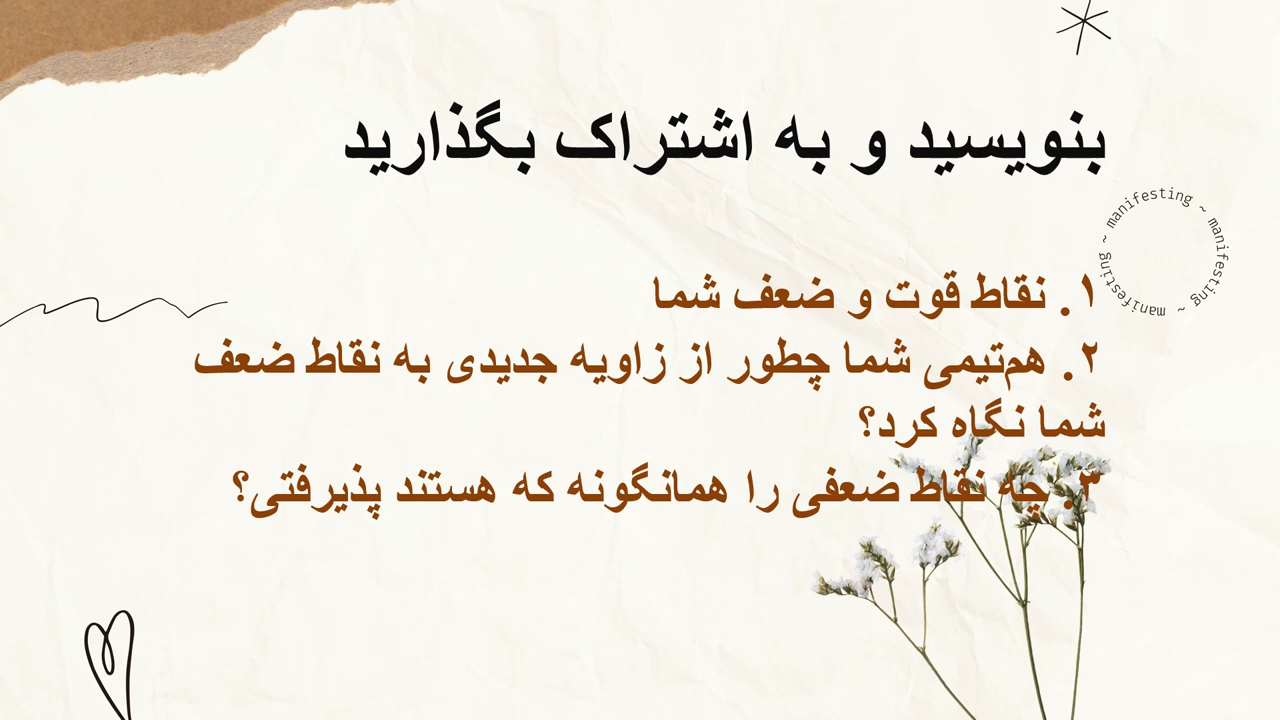 بنویسید و به اشتراک بگذارید
manifesting ~ manifesting ~ manifesting ~
۱. نقاط قوت و ضعف شما
۲. هم‌تیمی شما چطور از زاویه جدیدی به نقاط ضعف
شما نگاه کرد؟
۳. چه نقاط ضعفی را همانگونه که هستند پذیرفتی؟